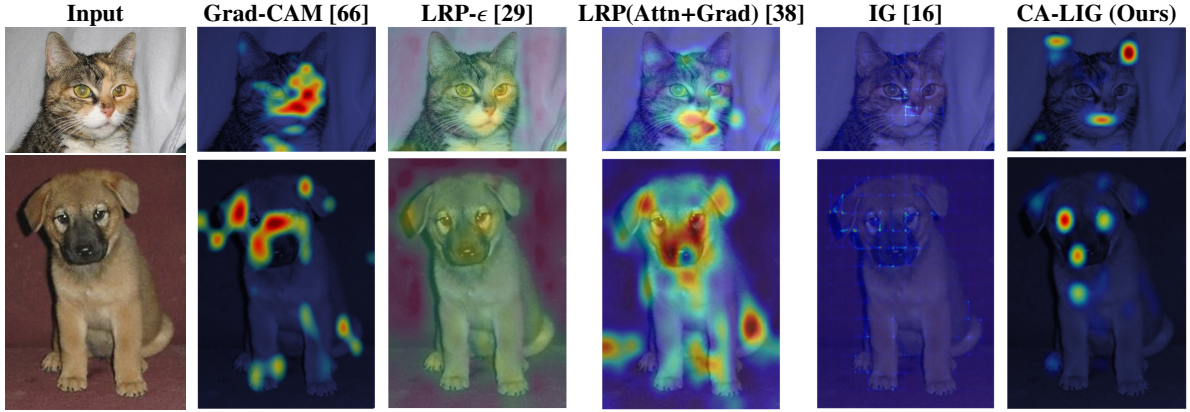 Input Grad-CAM [66] LRP-ϵ [29] LRP(Attn+Grad) [38] IG [16] CA-LIG (Ours)